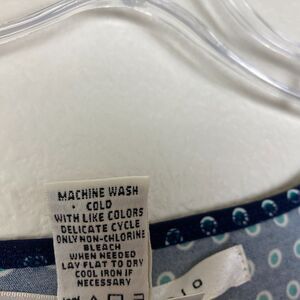 MACHINE WASH
COLD
WITH LIKE COLORS
DELICATE CYCLE
ONLY NON-CHLORINE
BLEACH
WHEN NEEDED
LAY FLAT TO DRY
COOL IRON IF
NECESSARY